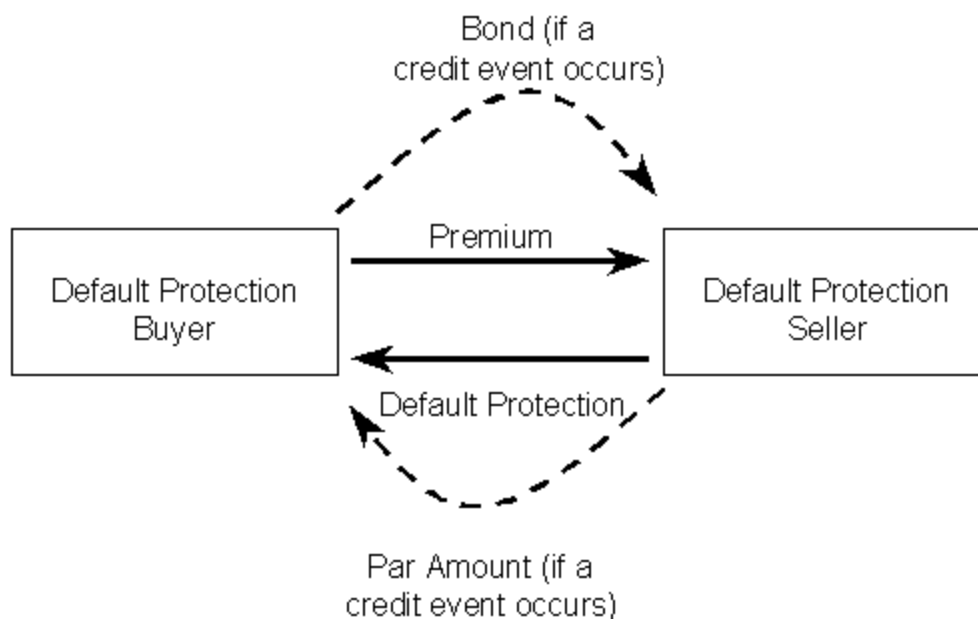 Bond (if a
credit event occurs)
Premium
Default Protection
Buyer
Default Protection
Seller
Default Protection
Par Amount (if a
credit event occurs)